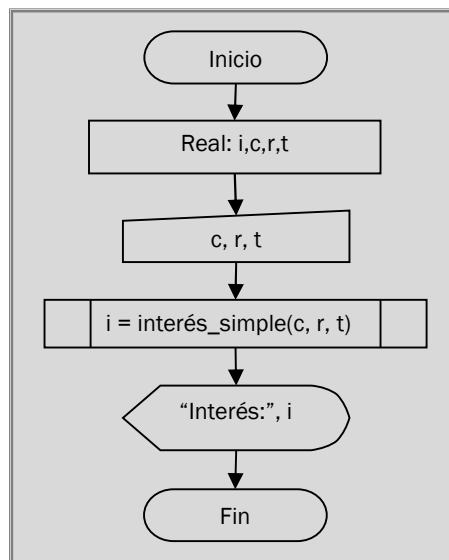 Inicio
Real: i,c,r,t
c, r, t
i = interés_simple(c, r, t)
“Interés:”, i
Fin